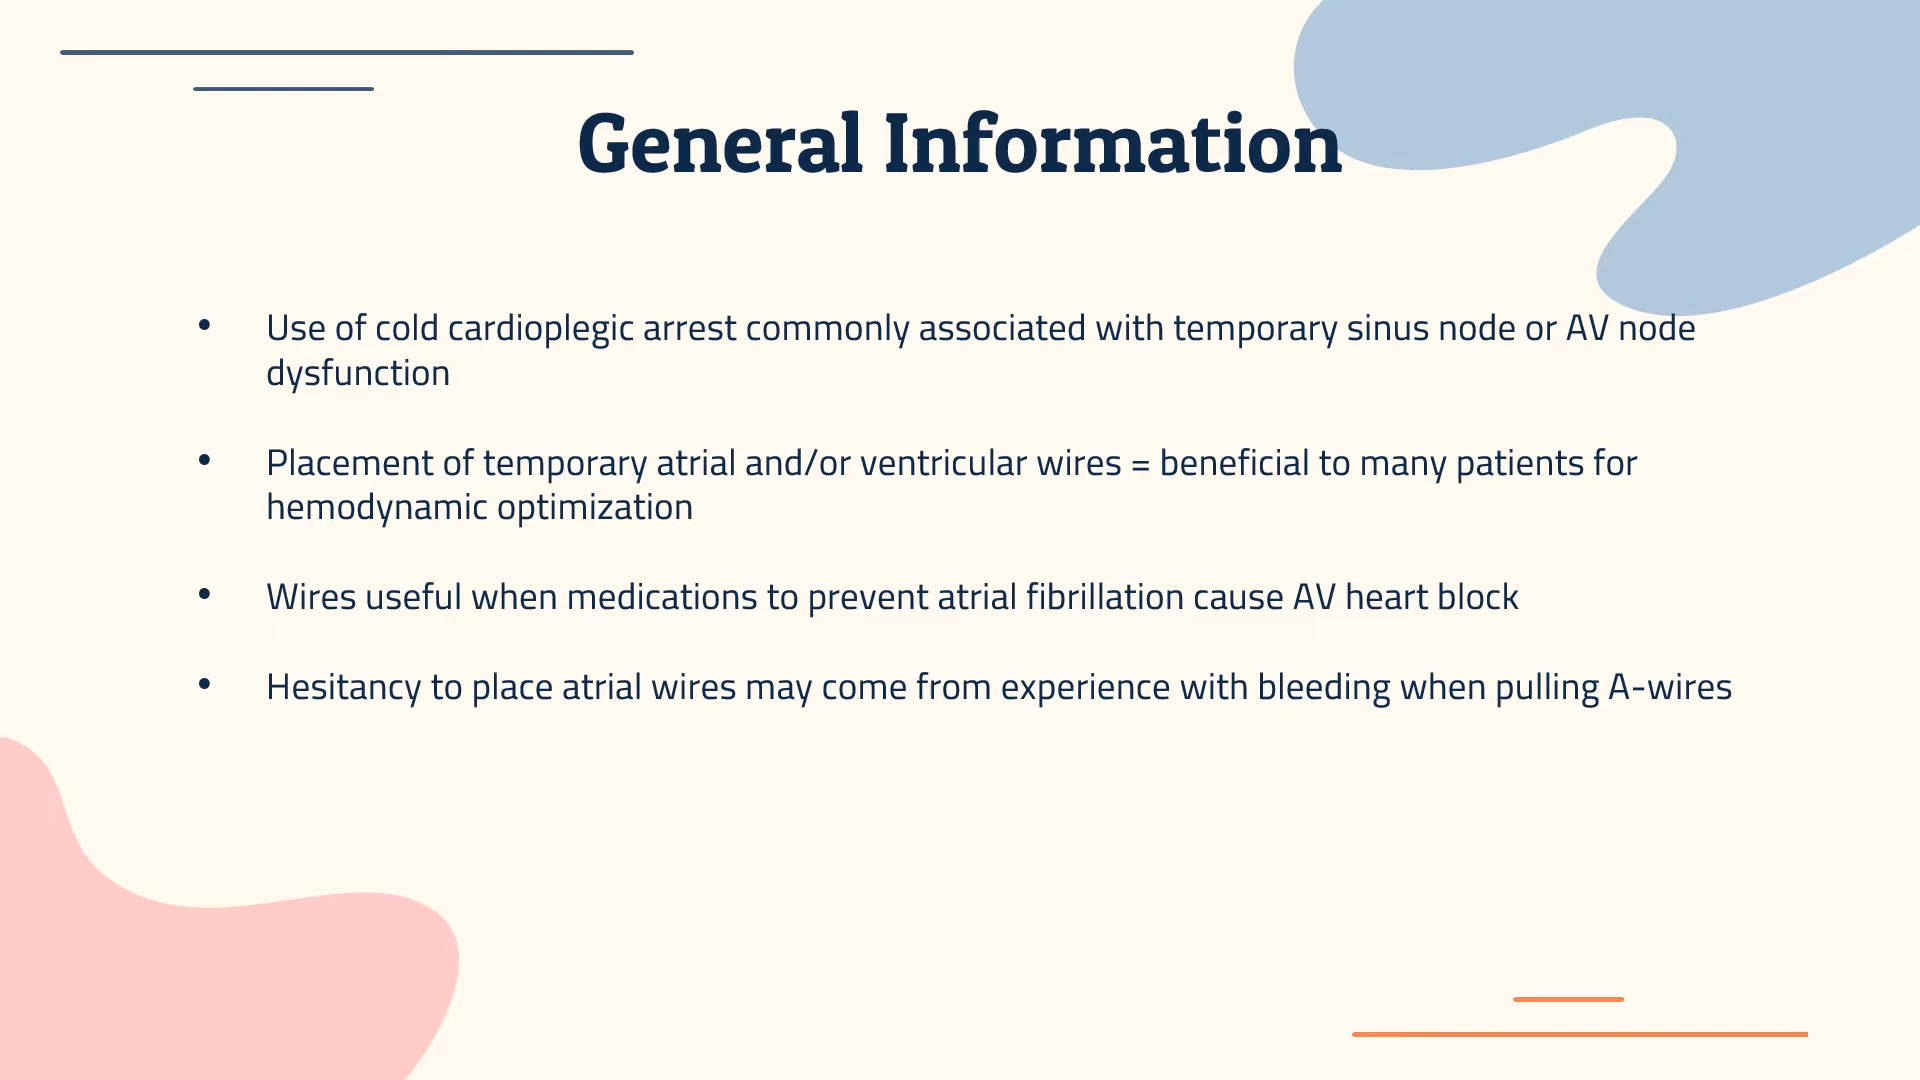 General Information
• Use of cold cardioplegic arrest commonly associated with temporary sinus node or AV node
dysfunction
• Placement of temporary atrial and/or ventricular wires = beneficial to many patients for
hemodynamic optimization
• Wires useful when medications to prevent atrial fibrillation cause AV heart block
• Hesitancy to place atrial wires may come from experience with bleeding when pulling A-wires